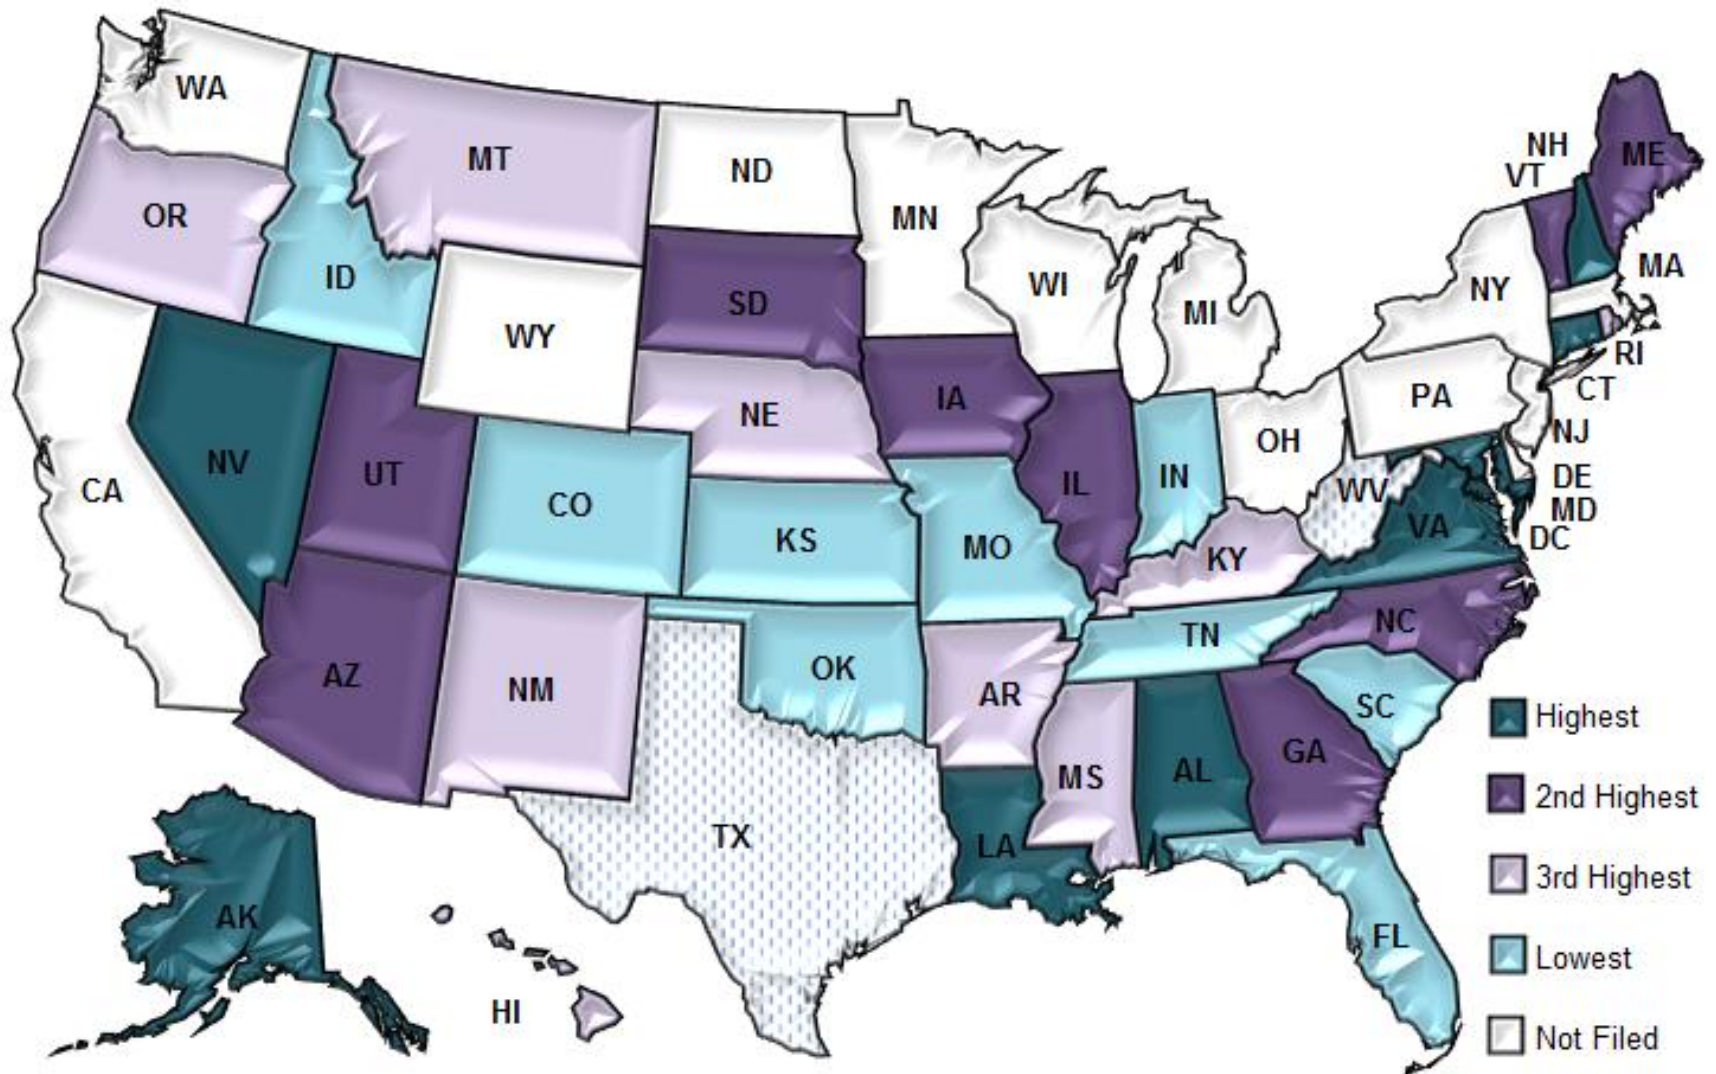 WA
MT
ND
OR
MN
ID
SD
WI
MI
NH
VT
ME
NY
MA
WY
RI
CT
NE
IA
PA
NV
UT
IL
IN
OH
NJ
CA
CO
WV
DE
MD
DC
KS
MO
KY
VA
TN
NC
AZ
NM
OK
AR
SC
TX
MS
AL
GA
LA
AK
FL
HI
Highest
2nd Highest
3rd Highest
Lowest
Not Filed